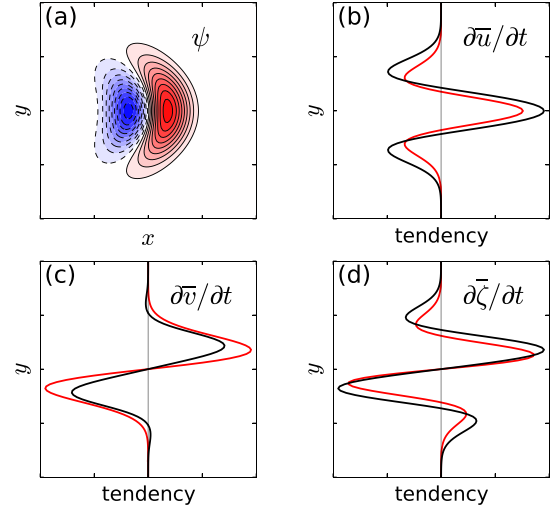 (a)
ψ
y
x
(b)
∂u̅/∂t
y
tendency
(c)
∂v̅/∂t
y
tendency
(d)
∂ζ̅/∂t
y
tendency